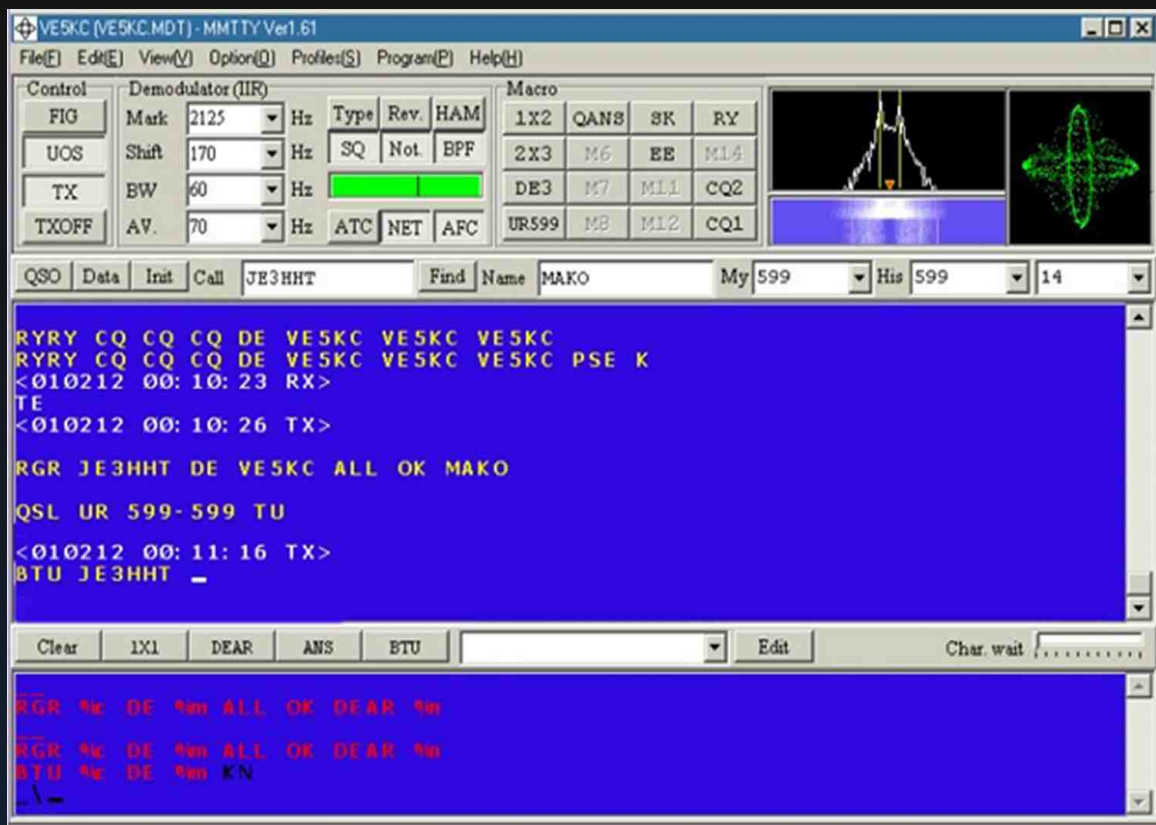 VE5KC (VE5KC.MDT) - MMTTY Ver1.61
File(F) Edit(E) View(V) Option(O) Profiles(S) Program(P) Help(H)
Control Demodulator (IIR) Macro
FIG Mark 2125 Hz Type Rev. HAM 1X2 QANS SK RY
UOS Shift 170 Hz SQ Not. BPF 2X3 M6 EE M14
TX BW 60 Hz DE3 M7 M11 CQ2
TXOFF AV. 70 Hz ATC NET AFC UR599 M8 M12 CQ1
QSO Data Init Call JE3HHT Find Name MAKO My 599 His 599 14
RYRY CQ CQ CQ DE VE5KC VE5KC VE5KC
RYRY CQ CQ CQ DE VE5KC VE5KC VE5KC PSE K
<010212 00:10:23 RX>
TE
<010212 00:10:26 TX>
RGR JE3HHT DE VE5KC ALL OK MAKO
QSL UR 599-599 TU
<010212 00:11:16 TX>
BTU JE3HHT _
Clear 1X1 DEAR ANS BTU Edit Char. wait
__
RGR %c DE %m ALL OK DEAR %n
__
RGR %c DE %m ALL OK DEAR %n
BTU %c DE %m KN
_\_